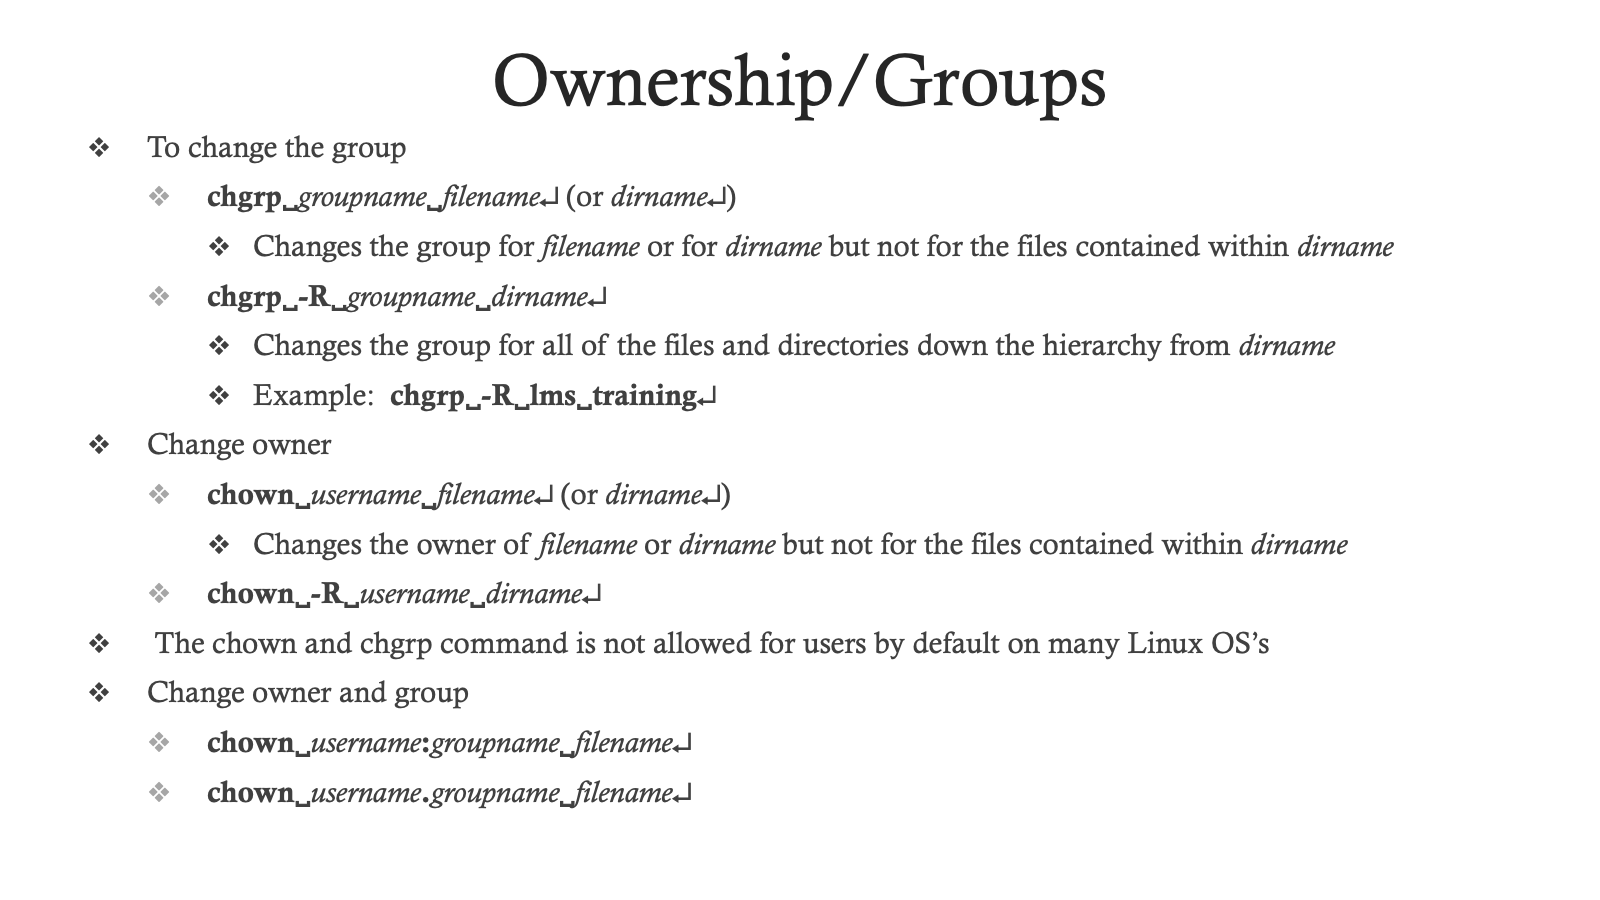 Ownership/Groups
❖ To change the group
❖ chgrp␣groupname␣filename↲ (or dirname↲)
❖ Changes the group for filename or for dirname but not for the files contained within dirname
❖ chgrp␣-R␣groupname␣dirname↲
❖ Changes the group for all of the files and directories down the hierarchy from dirname
❖ Example: chgrp␣-R␣lms␣training↲
❖ Change owner
❖ chown␣username␣filename↲ (or dirname↲)
❖ Changes the owner of filename or dirname but not for the files contained within dirname
❖ chown␣-R␣username␣dirname↲
❖ The chown and chgrp command is not allowed for users by default on many Linux OS’s
❖ Change owner and group
❖ chown␣username:groupname␣filename↲
❖ chown␣username.groupname␣filename↲